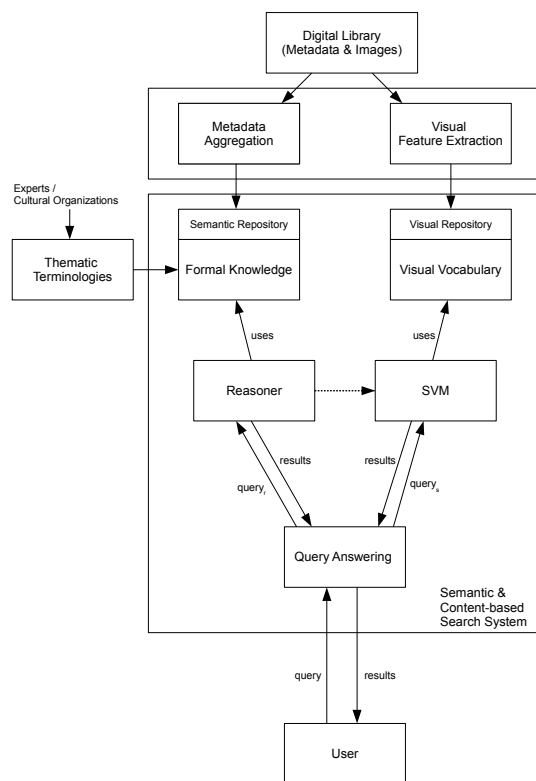 Digital Library
(Metadata & Images)
Metadata
Aggregation
Visual
Feature Extraction
Experts /
Cultural Organizations
Semantic Repository
Visual Repository
Thematic
Terminologies
Formal Knowledge
Visual Vocabulary
uses
uses
Reasoner
SVM
results
results
query_r
query_s
Query Answering
Semantic &
Content-based
Search System
query
results
User